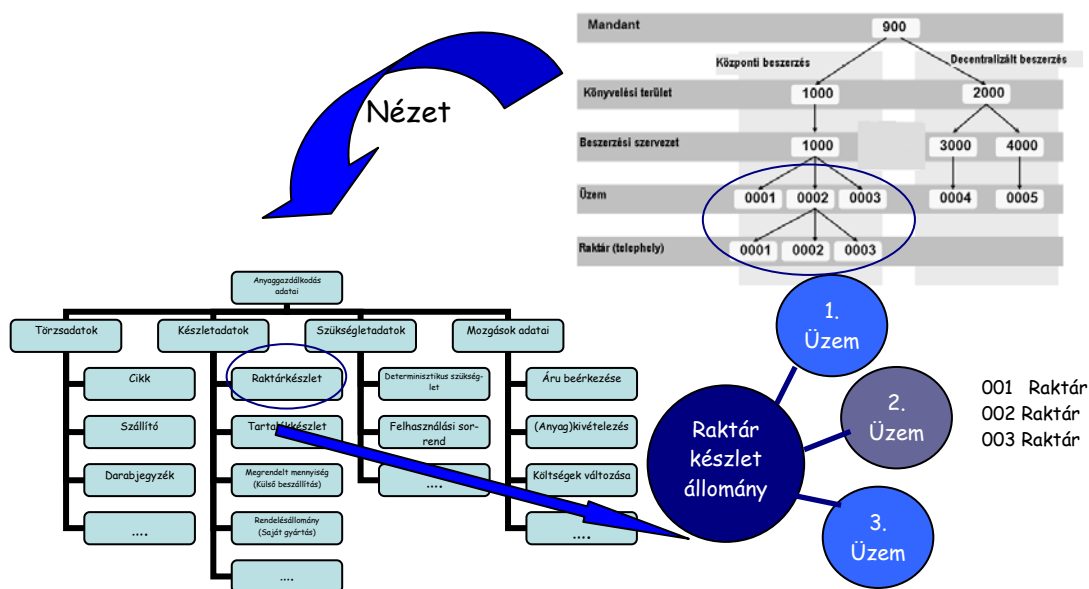 Mandant
900
Központi beszerzés
Decentralizált beszerzés
Könyvelési terület
1000
2000
Beszerzési szervezet
1000
3000
4000
Üzem
0001
0002
0003
0004
0005
Raktár (telephely)
0001
0002
0003
Nézet
Anyaggazdálkodás
adatai
Törzsadatok
Készletadatok
Szükségletadatok
Mozgások adatai
Cikk
Szállító
Darabjegyzék
....
Raktárkészlet
Tartalékkészlet
Megrendelt mennyiség
(Külső beszállítás)
Rendelésállomány
(Saját gyártás)
....
Determinisztikus szükség-
let
Felhasználási sor-
rend
....
Áru beérkezése
(Anyag)kivételezés
Költségek változása
....
Raktár
készlet
állomány
1.
Üzem
2.
Üzem
3.
Üzem
001 Raktár
002 Raktár
003 Raktár